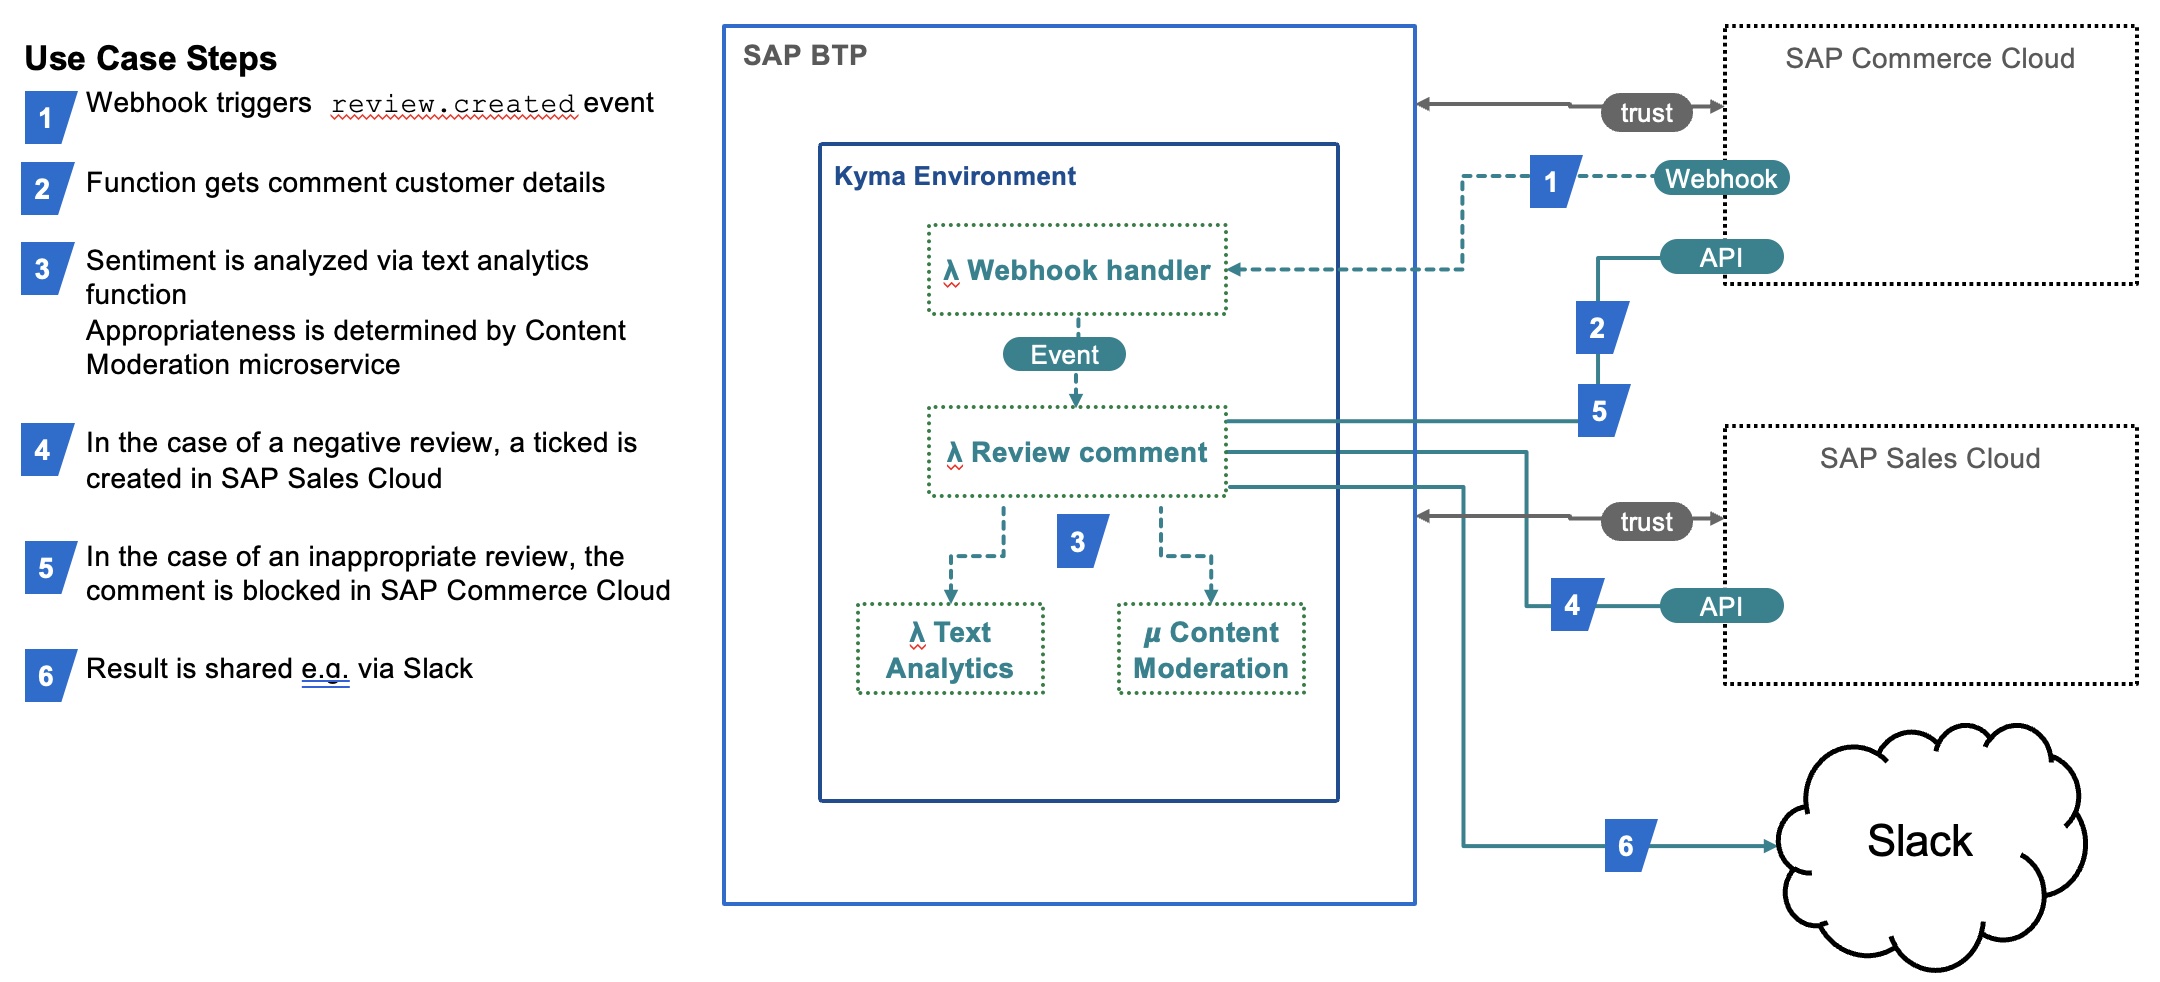 Use Case Steps
1 Webhook triggers review.created event
2 Function gets comment customer details
3 Sentiment is analyzed via text analytics
function
Appropriateness is determined by Content
Moderation microservice
4 In the case of a negative review, a ticked is
created in SAP Sales Cloud
5 In the case of an inappropriate review, the
comment is blocked in SAP Commerce Cloud
6 Result is shared e.g. via Slack
SAP BTP
Kyma Environment
λ Webhook handler
Event
λ Review comment
3
λ Text
Analytics
μ Content
Moderation
trust
1
Webhook
API
2
5
SAP Commerce Cloud
SAP Sales Cloud
trust
4
API
6
Slack